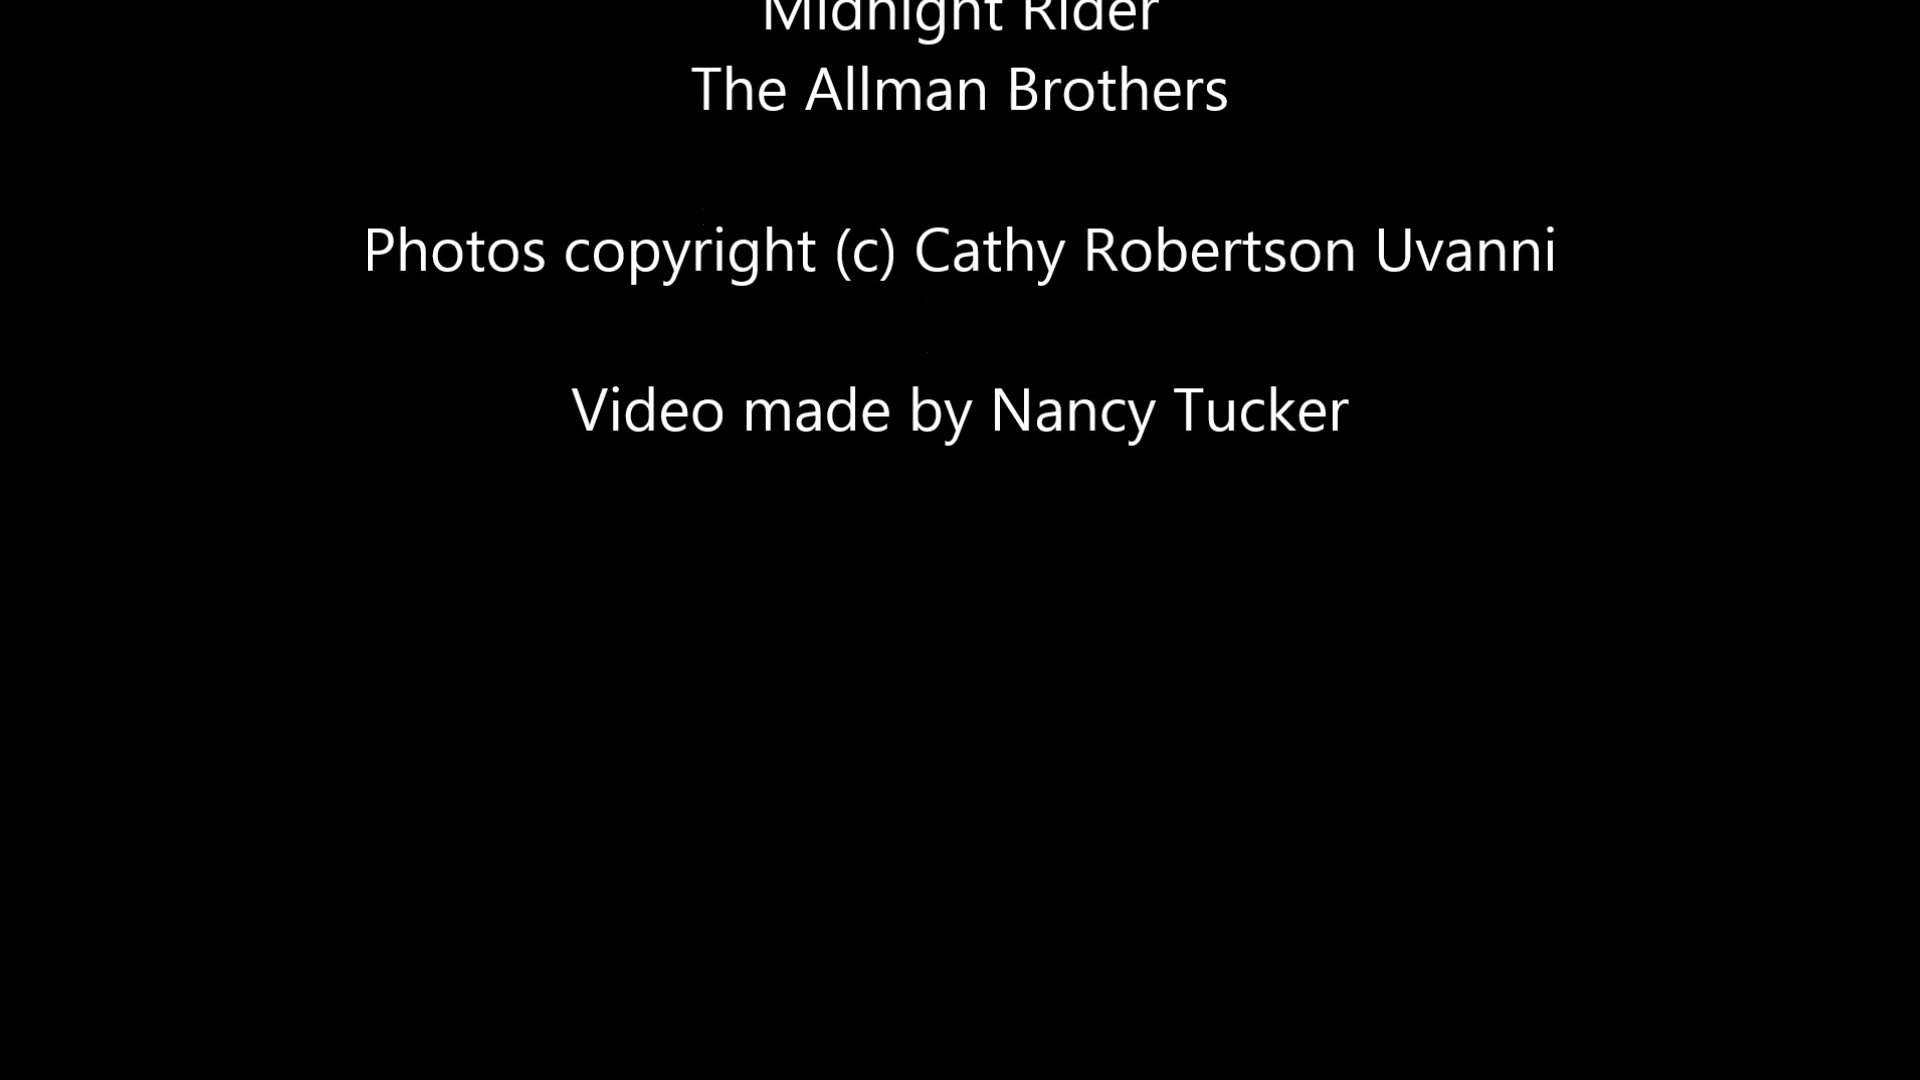 Midnight Rider
The Allman Brothers
Photos copyright (c) Cathy Robertson Uvanni
Video made by Nancy Tucker